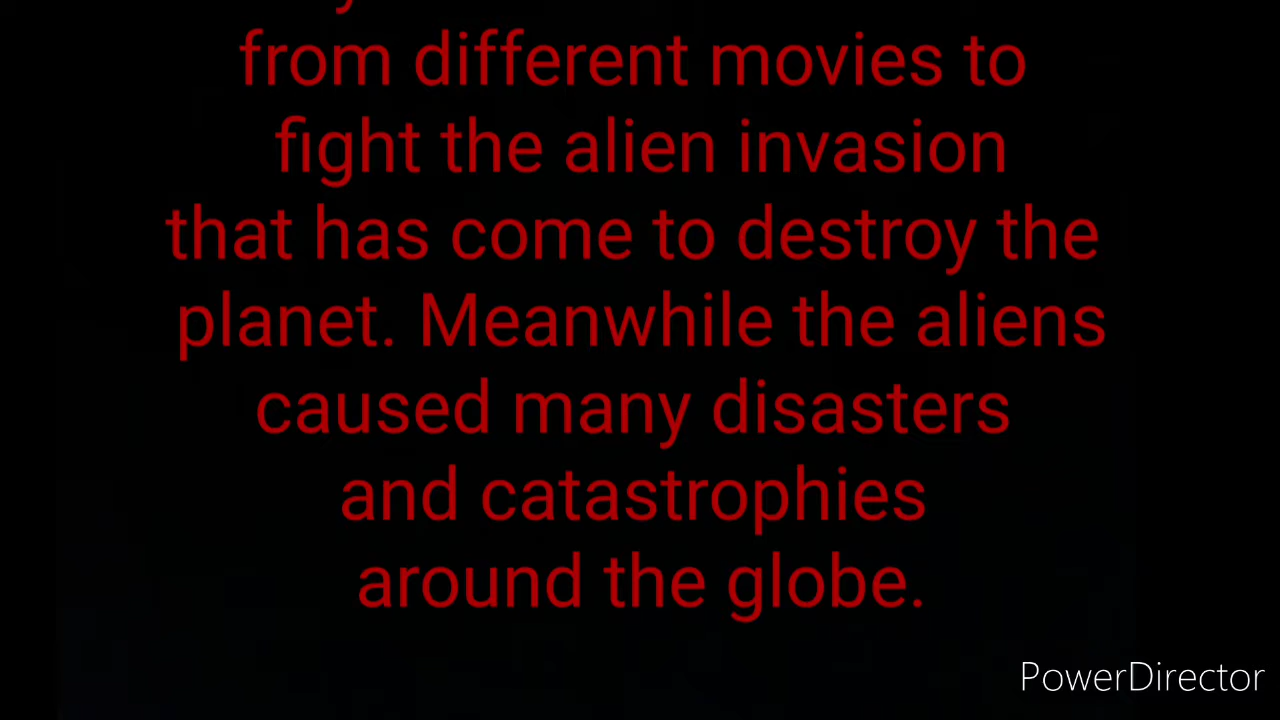 from different movies to
fight the alien invasion
that has come to destroy the
planet. Meanwhile the aliens
caused many disasters
and catastrophies
around the globe.
PowerDirector